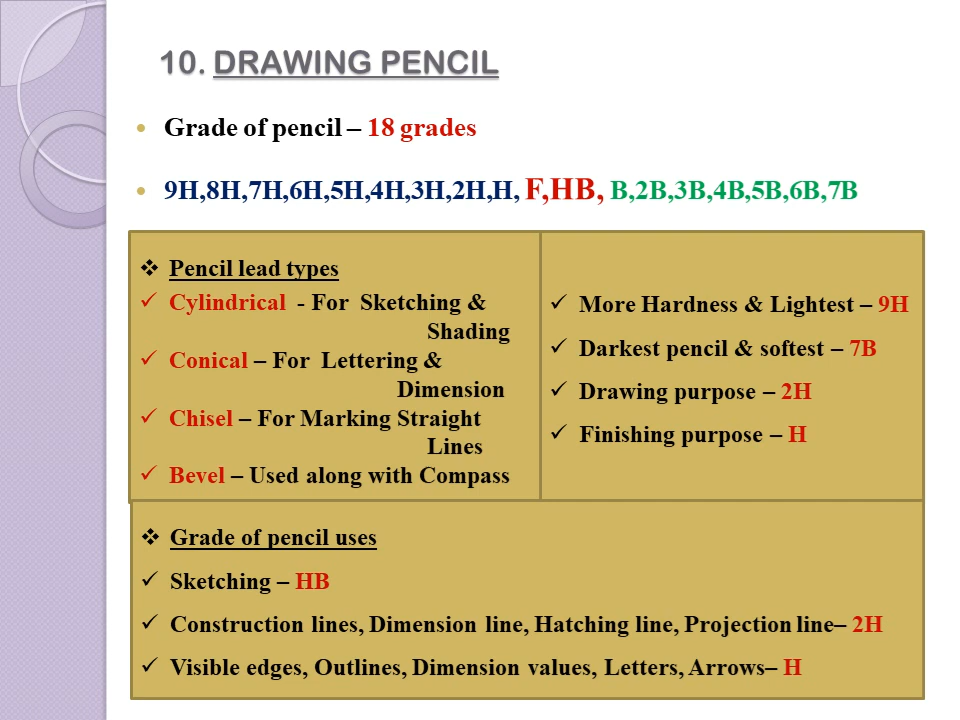 10. DRAWING PENCIL
Grade of pencil – 18 grades
9H,8H,7H,6H,5H,4H,3H,2H,H, F,HB, B,2B,3B,4B,5B,6B,7B
Pencil lead types
Cylindrical - For Sketching &
Shading
Conical – For Lettering &
Dimension
Chisel – For Marking Straight
Lines
Bevel – Used along with Compass
More Hardness & Lightest – 9H
Darkest pencil & softest – 7B
Drawing purpose – 2H
Finishing purpose – H
Grade of pencil uses
Sketching – HB
Construction lines, Dimension line, Hatching line, Projection line– 2H
Visible edges, Outlines, Dimension values, Letters, Arrows– H